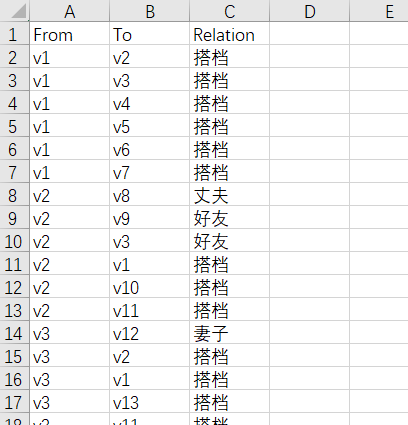 A B C D E
1 From To Relation
2 v1 v2 搭档
3 v1 v3 搭档
4 v1 v4 搭档
5 v1 v5 搭档
6 v1 v6 搭档
7 v1 v7 搭档
8 v2 v8 丈夫
9 v2 v9 好友
10 v2 v3 好友
11 v2 v1 搭档
12 v2 v10 搭档
13 v2 v11 搭档
14 v3 v12 妻子
15 v3 v2 搭档
16 v3 v1 搭档
17 v3 v13 搭档